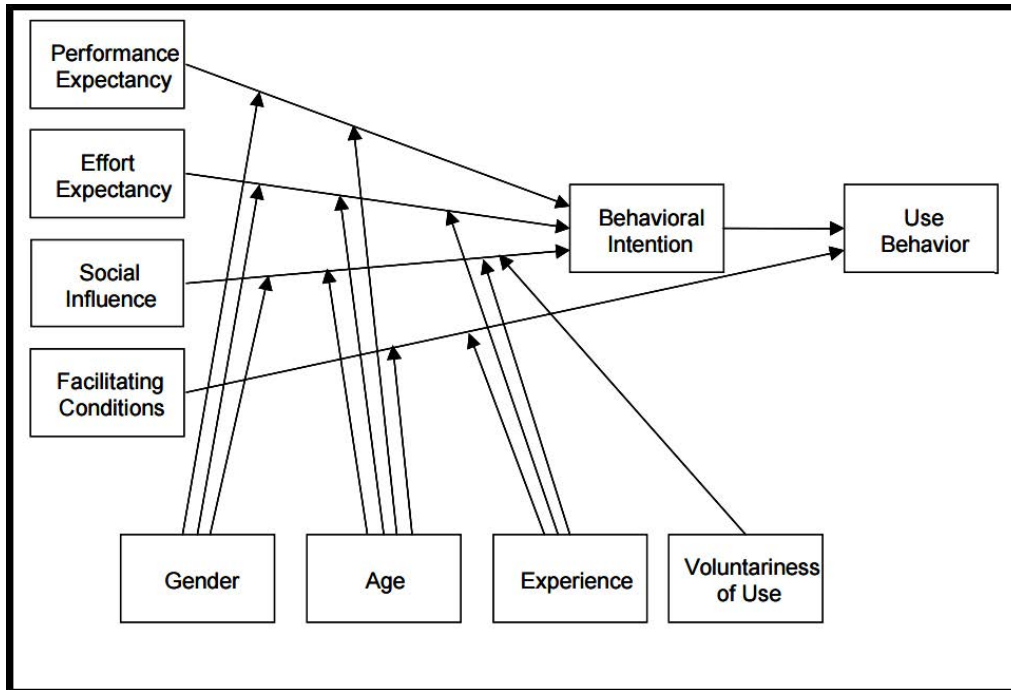 Performance
Expectancy
Effort
Expectancy
Social
Influence
Facilitating
Conditions
Behavioral
Intention
Use
Behavior
Gender
Age
Experience
Voluntariness
of Use